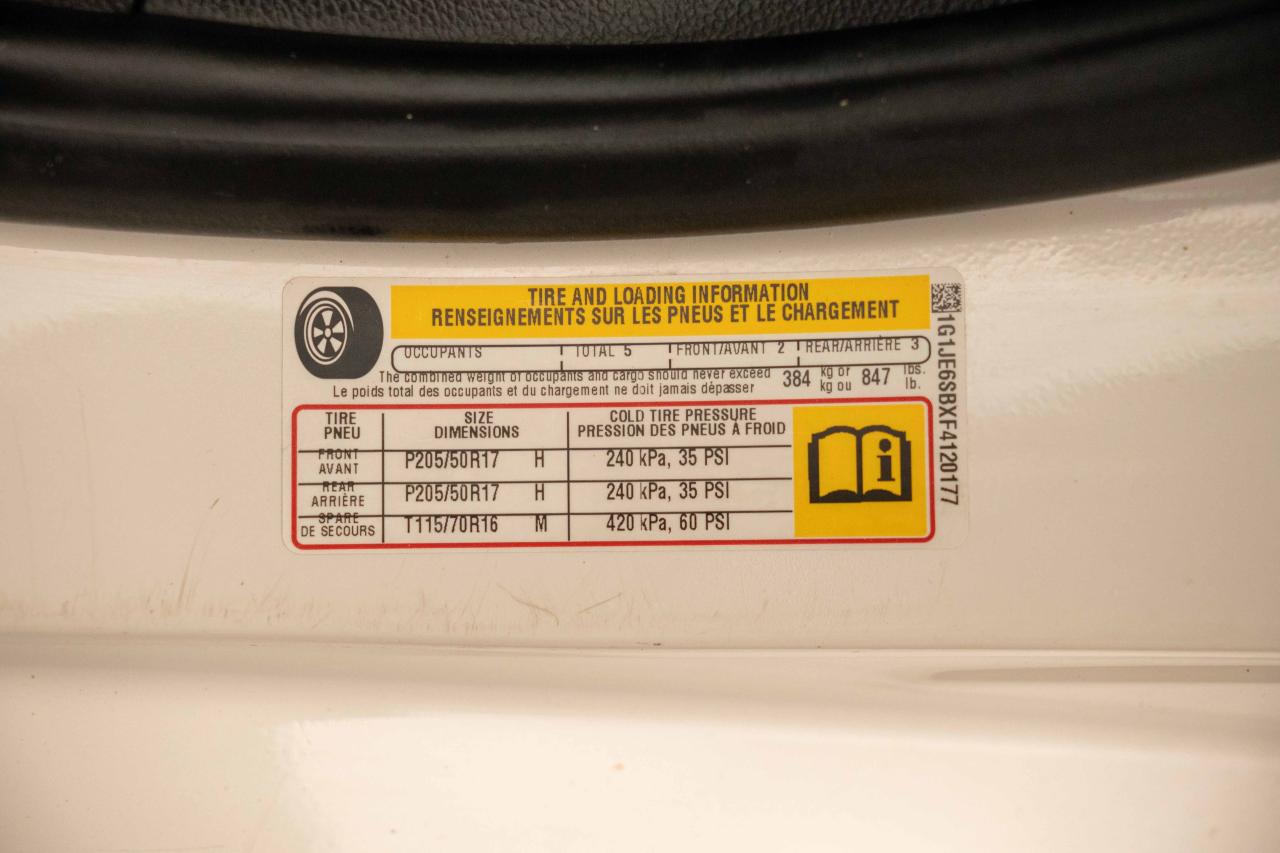 TIRE AND LOADING INFORMATION
RENSEIGNEMENTS SUR LES PNEUS ET LE CHARGEMENT
OCCUPANTS TOTAL 5 FRONT/AVANT 2 REAR/ARRIÈRE 3
The combined weight of occupants and cargo should never exceed 384 kg or 847 lbs.
Le poids total des occupants et du chargement ne doit jamais dépasser kg ou lb.
TIRE SIZE COLD TIRE PRESSURE
PNEU DIMENSIONS PRESSION DES PNEUS À FROID
FRONT
AVANT P205/50R17 H 240 kPa, 35 PSI
REAR
ARRIÈRE P205/50R17 H 240 kPa, 35 PSI
SPARE
DE SECOURS T115/70R16 M 420 kPa, 60 PSI
i
1G1JE6SBXF4120177